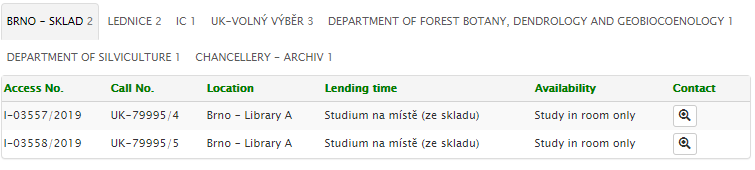 BRNO – SKLAD 2 LEDNICE 2 IC 1 UK-VOLNÝ VÝBĚR 3 DEPARTMENT OF FOREST BOTANY, DENDROLOGY AND GEOBIOCOENOLOGY 1
DEPARTMENT OF SILVICULTURE 1 CHANCELLERY – ARCHIV 1
Access No. Call No. Location Lending time Availability Contact
I-03557/2019 UK-79995/4 Brno – Library A Studium na místě (ze skladu) Study in room only
I-03558/2019 UK-79995/5 Brno – Library A Studium na místě (ze skladu) Study in room only